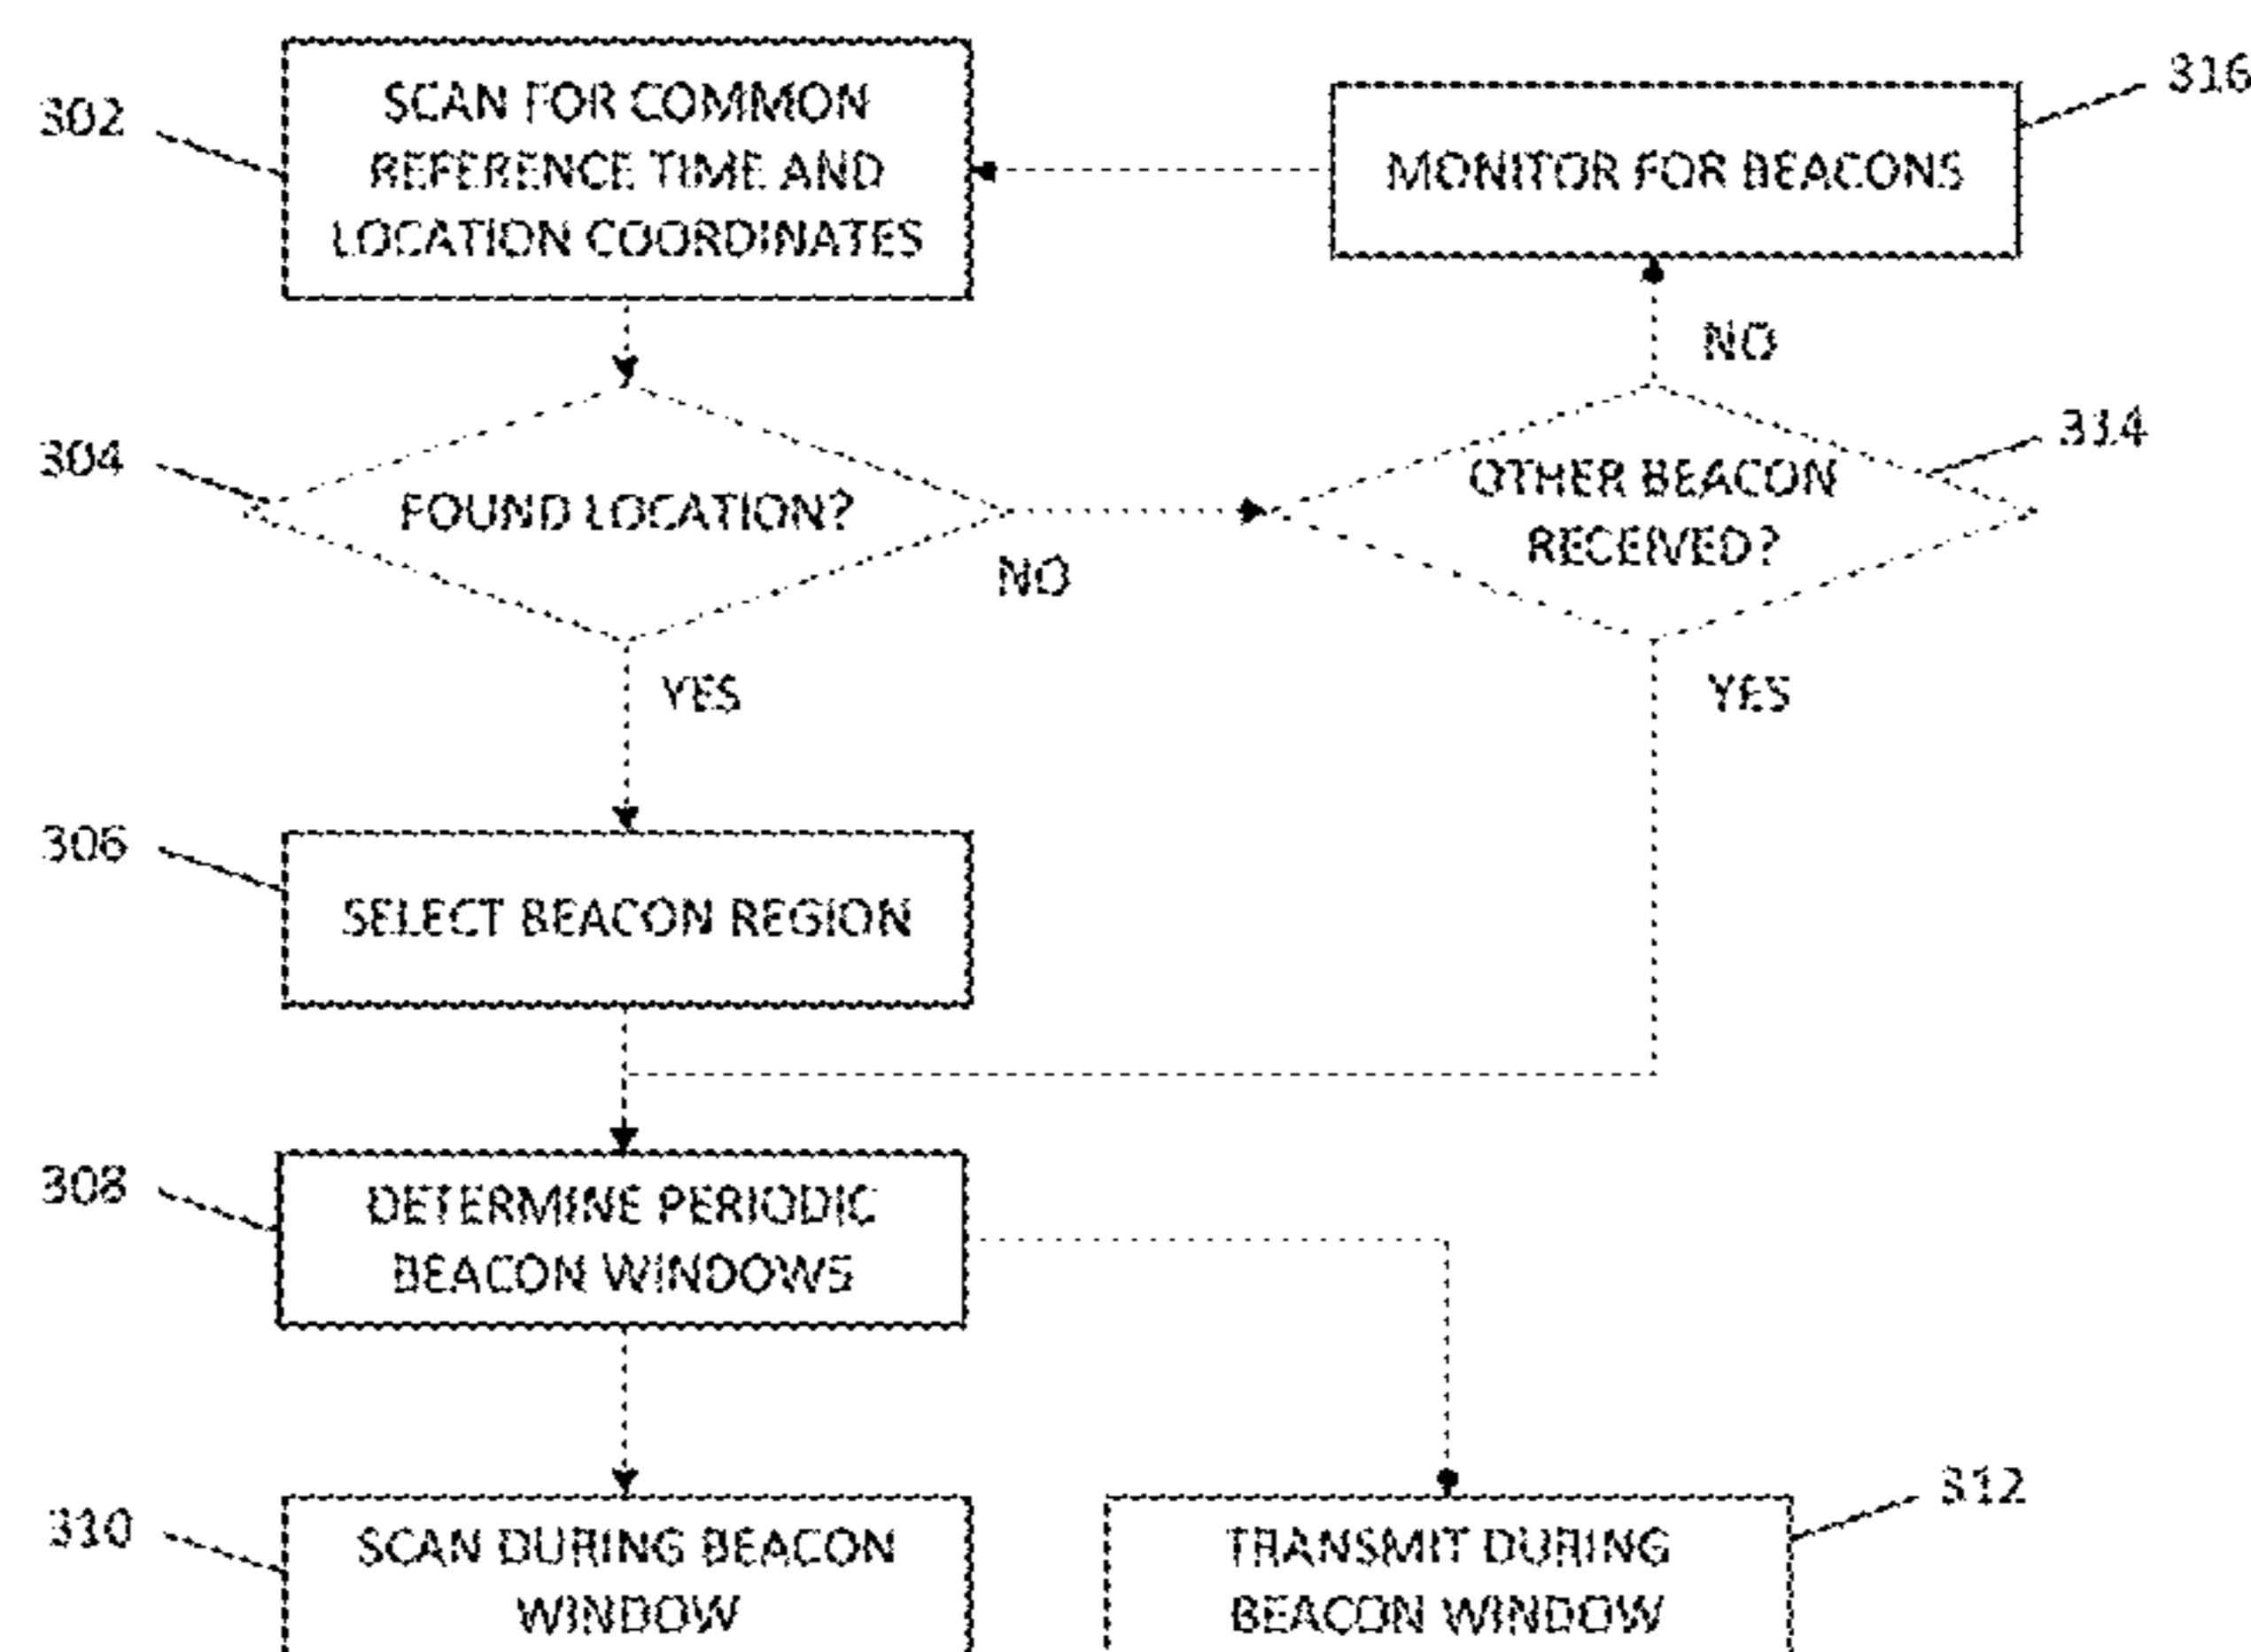 302
SCAN FOR COMMON
REFERENCE TIME AND
LOCATION COORDINATES
MONITOR FOR BEACONS
316
NO
304
FOUND LOCATION?
NO
OTHER BEACON
RECEIVED?
314
YES
YES
306
SELECT BEACON REGION
308
DETERMINE PERIODIC
BEACON WINDOWS
310
SCAN DURING BEACON
WINDOW
TRANSMIT DURING
BEACON WINDOW
312